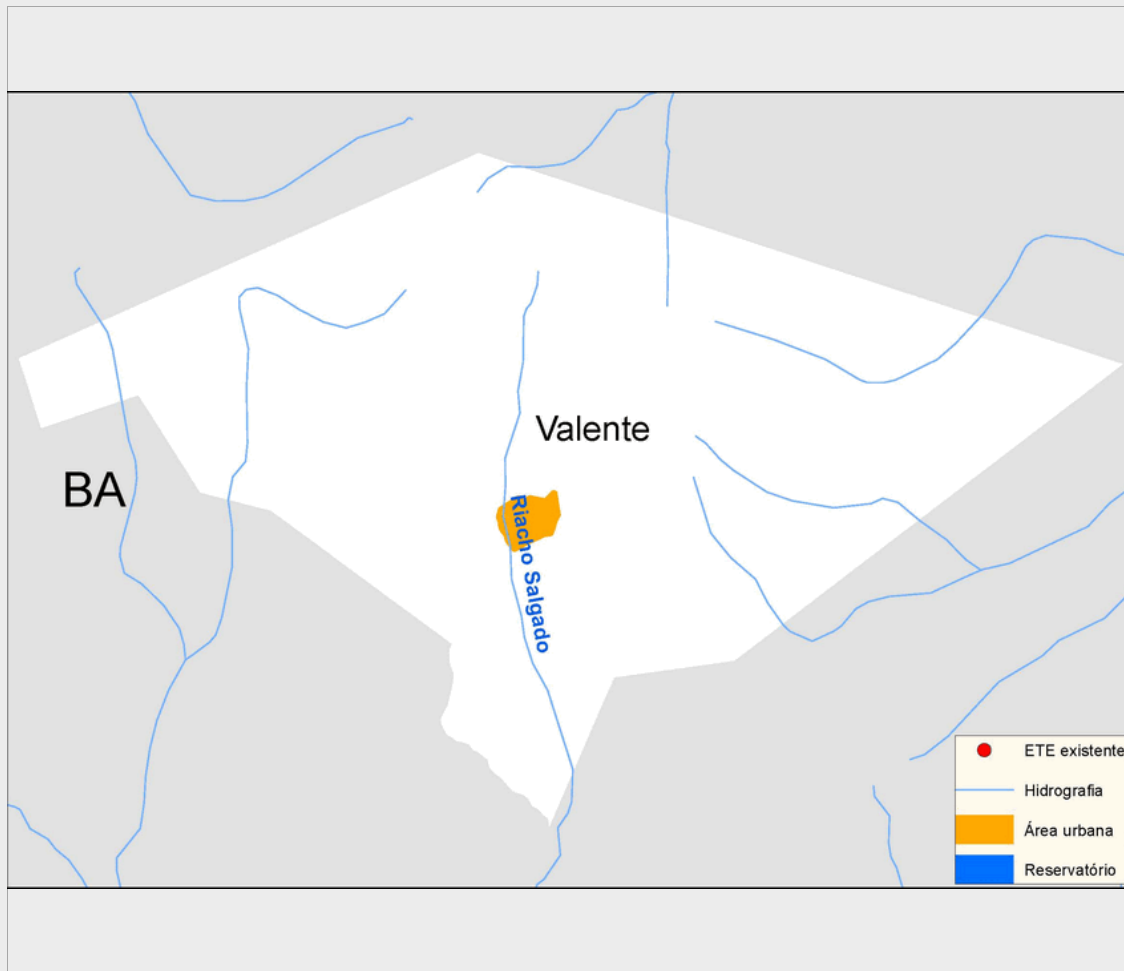 Valente
BA
Riacho Salgado
ETE existente
Hidrografia
Área urbana
Reservatório